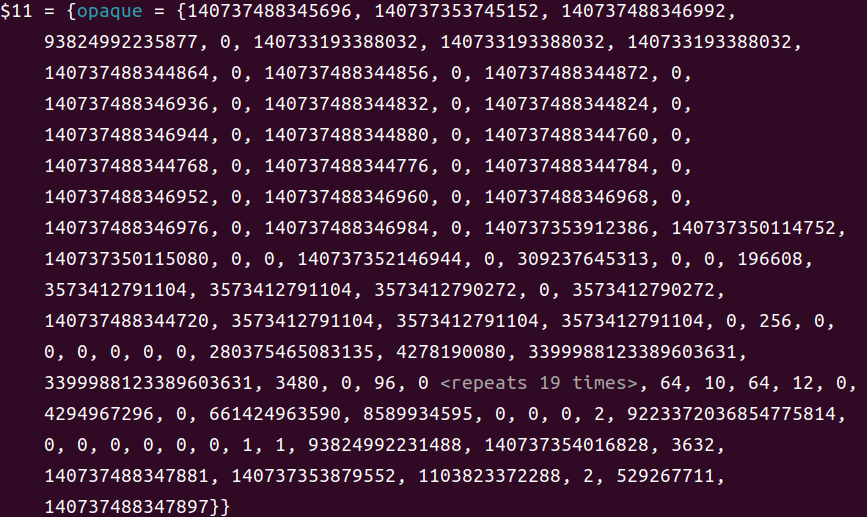 $11 = {opaque = {140737488345696, 140737353745152, 140737488346992,
93824992235877, 0, 140733193388032, 140733193388032, 140733193388032,
140737488344864, 0, 140737488344856, 0, 140737488344872, 0,
140737488346936, 0, 140737488344832, 0, 140737488344824, 0,
140737488346944, 0, 140737488344880, 0, 140737488344760, 0,
140737488344768, 0, 140737488344776, 0, 140737488344784, 0,
140737488346952, 0, 140737488346960, 0, 140737488346968, 0,
140737488346976, 0, 140737488346984, 0, 140737353912386, 140737350114752,
140737350115080, 0, 0, 140737352146944, 0, 309237645313, 0, 0, 196608,
3573412791104, 3573412791104, 3573412790272, 0, 3573412790272,
140737488344720, 3573412791104, 3573412791104, 3573412791104, 0, 256, 0,
0, 0, 0, 0, 0, 280375465083135, 4278190080, 3399988123389603631,
3399988123389603631, 3480, 0, 96, 0 <repeats 19 times>, 64, 10, 64, 12, 0,
4294967296, 0, 661424963590, 8589934595, 0, 0, 0, 2, 9223372036854775814,
0, 0, 0, 0, 0, 0, 1, 1, 93824992231488, 140737354016828, 3632,
140737488347881, 140737353879552, 1103823372288, 2, 529267711,
140737488347897}}